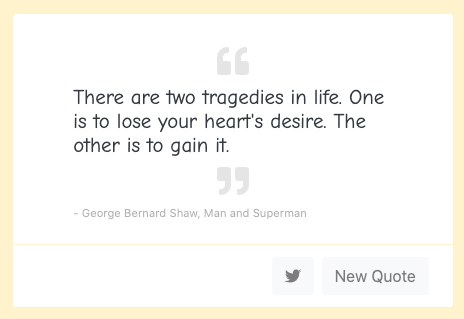 “
There are two tragedies in life. One
is to lose your heart's desire. The
other is to gain it.
”
- George Bernard Shaw, Man and Superman
New Quote